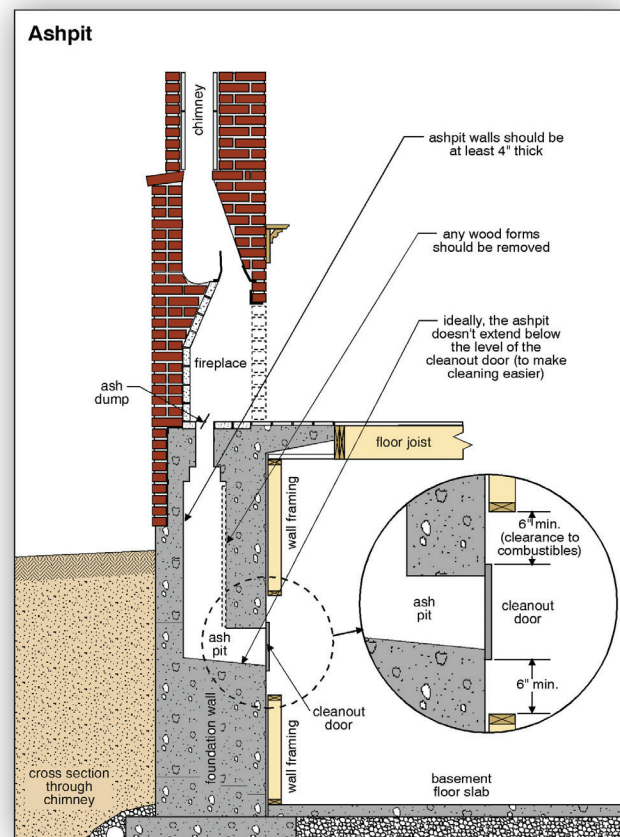 Ashpit
chimney
ashpit walls should be
at least 4" thick
any wood forms
should be removed
ideally, the ashpit
doesn't extend below
the level of the
cleanout door (to make
cleaning easier)
fireplace
ash
dump
floor joist
wall framing
6" min.
(clearance to
combustibles)
ash
pit
cleanout
door
ash
pit
6" min.
cleanout
door
foundation wall
wall framing
cross section
through
chimney
basement
floor slab